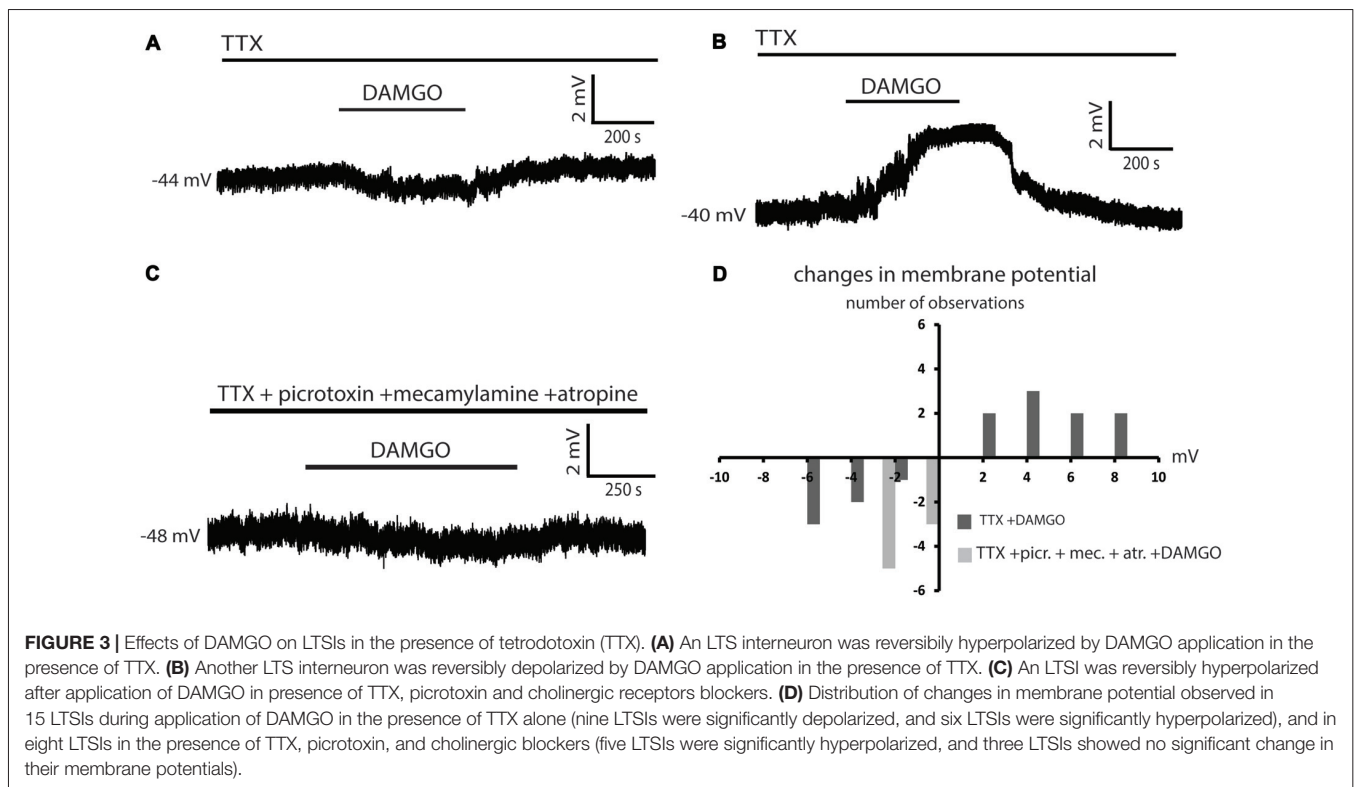 A
TTX
DAMGO
2 mV
200 s
-44 mV
B
TTX
DAMGO
2 mV
200 s
-40 mV
C
TTX + picrotoxin +mecamylamine +atropine
DAMGO
2 mV
250 s
-48 mV
D
changes in membrane potential
number of observations
6
4
2
mV
-10 -8 -6 -4 -2 2 4 6 8 10
-2
-4
-6
TTX +DAMGO
TTX +picr. + mec. + atr. +DAMGO
FIGURE 3 | Effects of DAMGO on LTSIs in the presence of tetrodotoxin (TTX). (A) An LTS interneuron was reversibily hyperpolarized by DAMGO application in the
presence of TTX. (B) Another LTS interneuron was reversibly depolarized by DAMGO application in the presence of TTX. (C) An LTSI was reversibly hyperpolarized
after application of DAMGO in presence of TTX, picrotoxin and cholinergic receptors blockers. (D) Distribution of changes in membrane potential observed in
15 LTSIs during application of DAMGO in the presence of TTX alone (nine LTSIs were significantly depolarized, and six LTSIs were significantly hyperpolarized), and in
eight LTSIs in the presence of TTX, picrotoxin, and cholinergic blockers (five LTSIs were significantly hyperpolarized, and three LTSIs showed no significant change in
their membrane potentials).